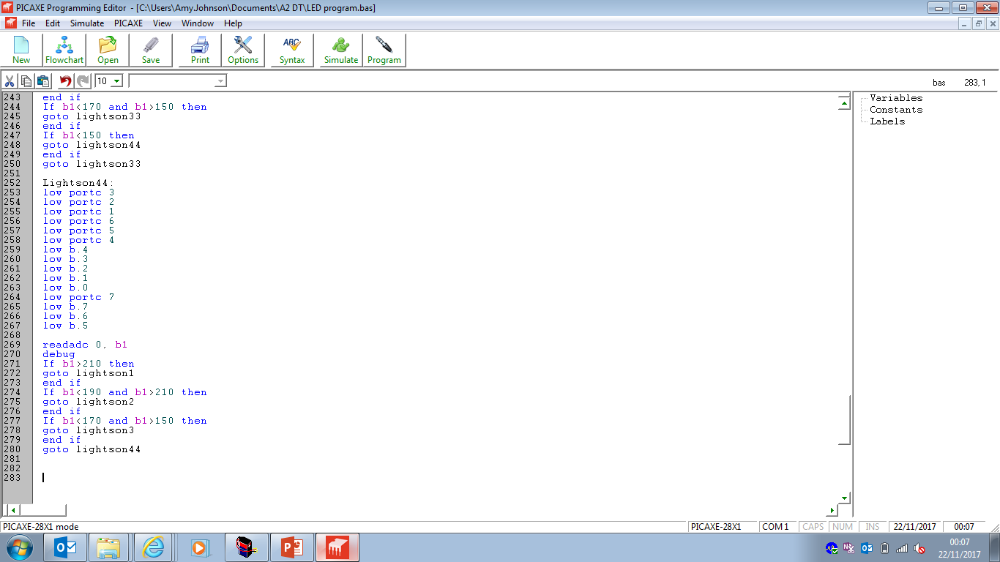 PICAXE Programming Editor - [C:\Users\AmyJohnson\Documents\A2 DT\LED program.bas]
File Edit Simulate PICAXE View Window Help
New Flowchart Open Save Print Options Syntax Simulate Program
ABC
10
bas 283, 1
243 end if
244 If b1<170 and b1>150 then
245 goto lightson33
246 end if
247 If b1<150 then
248 goto lightson44
249 end if
250 goto lightson33
251
252 Lightson44:
253 low portc 3
254 low portc 2
255 low portc 1
256 low portc 6
257 low portc 5
258 low portc 4
259 low b.4
260 low b.3
261 low b.2
262 low b.1
263 low b.0
264 low portc 7
265 low b.7
266 low b.6
267 low b.5
268
269 readadc 0, b1
270 debug
271 If b1>210 then
272 goto lightson1
273 end if
274 If b1<190 and b1>210 then
275 goto lightson2
276 end if
277 If b1<170 and b1>150 then
278 goto lightson3
279 end if
280 goto lightson44
281
282
283
Variables
Constants
Labels
PICAXE-28X1 mode
PICAXE-28X1 COM 1 CAPS NUM INS 22/11/2017 00:07
00:07
22/11/2017